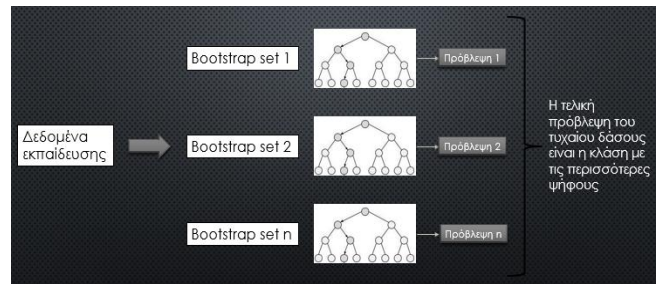 Δεδομένα
εκπαίδευσης
Bootstrap set 1
Πρόβλεψη 1
Bootstrap set 2
Πρόβλεψη 2
Bootstrap set n
Πρόβλεψη n
Η τελική
πρόβλεψη του
τυχαίου δάσους
είναι η κλάση με
τις περισσότερες
ψήφους